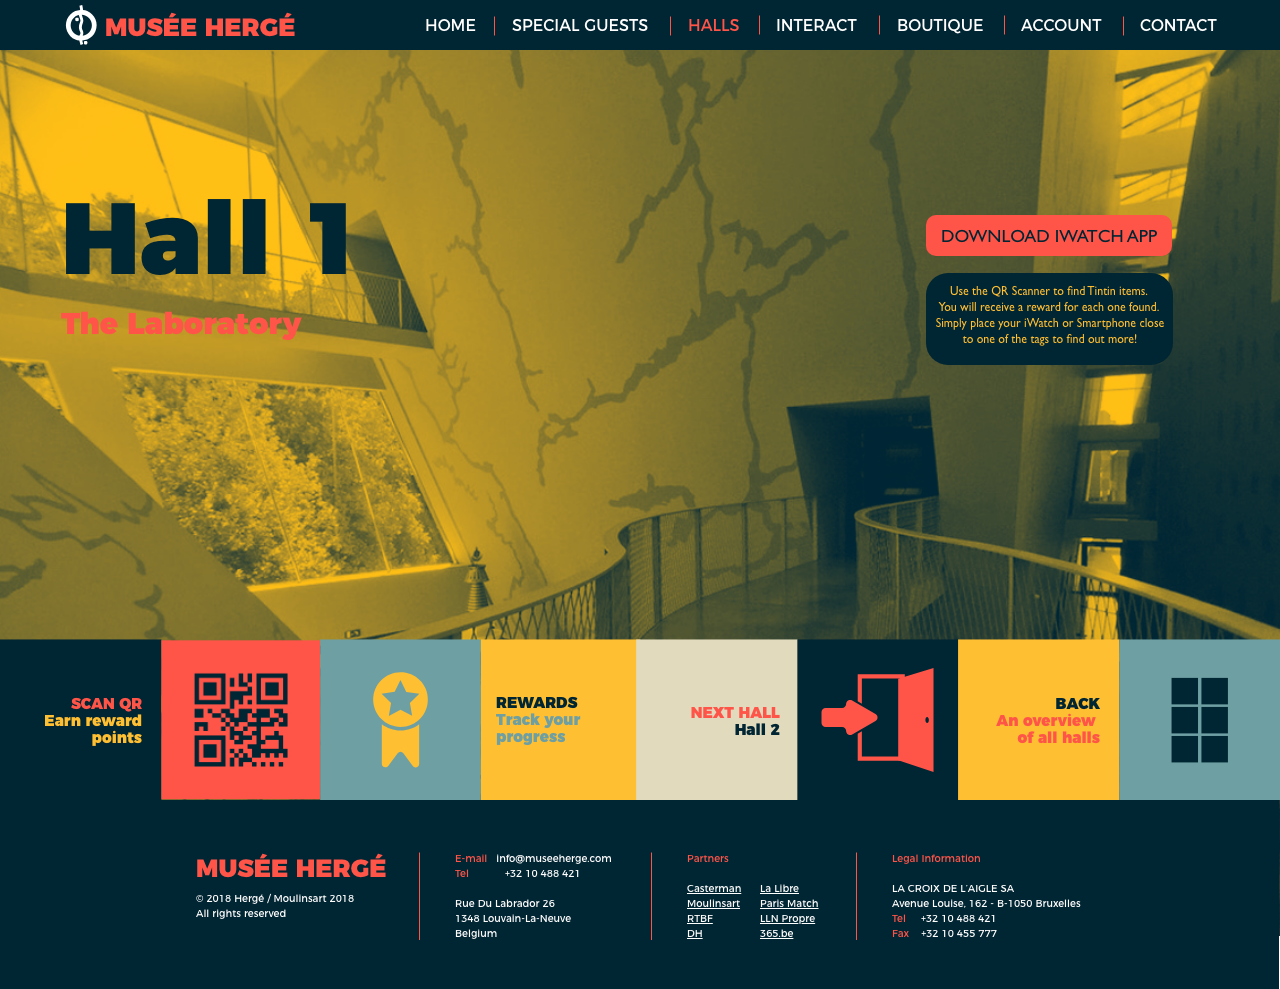 MUSÉE HERGÉ
HOME
SPECIAL GUESTS
HALLS
INTERACT
BOUTIQUE
ACCOUNT
CONTACT
Hall 1
The Laboratory
DOWNLOAD IWATCH APP
Use the QR Scanner to find Tintin items.
You will receive a reward for each one found.
Simply place your iWatch or Smartphone close
to one of the tags to find out more!
SCAN QR
Earn reward
points
REWARDS
Track your
progress
NEXT HALL
Hall 2
BACK
An overview
of all halls
MUSÉE HERGÉ
© 2018 Hergé / Moulinsart 2018
All rights reserved
E-mail info@museeherge.com
Tel +32 10 488 421
Rue Du Labrador 26
1348 Louvain-La-Neuve
Belgium
Partners
Casterman
Moulinsart
RTBF
DH
La Libre
Paris Match
LLN Propre
365.be
Legal Information
LA CROIX DE L'AIGLE SA
Avenue Louise, 162 - B-1050 Bruxelles
Tel +32 10 488 421
Fax +32 10 455 777